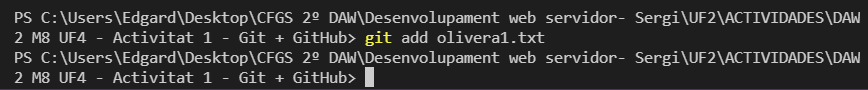 PS C:\Users\Edgard\Desktop\CFGS 2º DAW\Desenvolupament web servidor- Sergi\UF2\ACTIVIDADES\DAW
2 M8 UF4 - Activitat 1 - Git + GitHub> git add olivera1.txt
PS C:\Users\Edgard\Desktop\CFGS 2º DAW\Desenvolupament web servidor- Sergi\UF2\ACTIVIDADES\DAW
2 M8 UF4 - Activitat 1 - Git + GitHub>